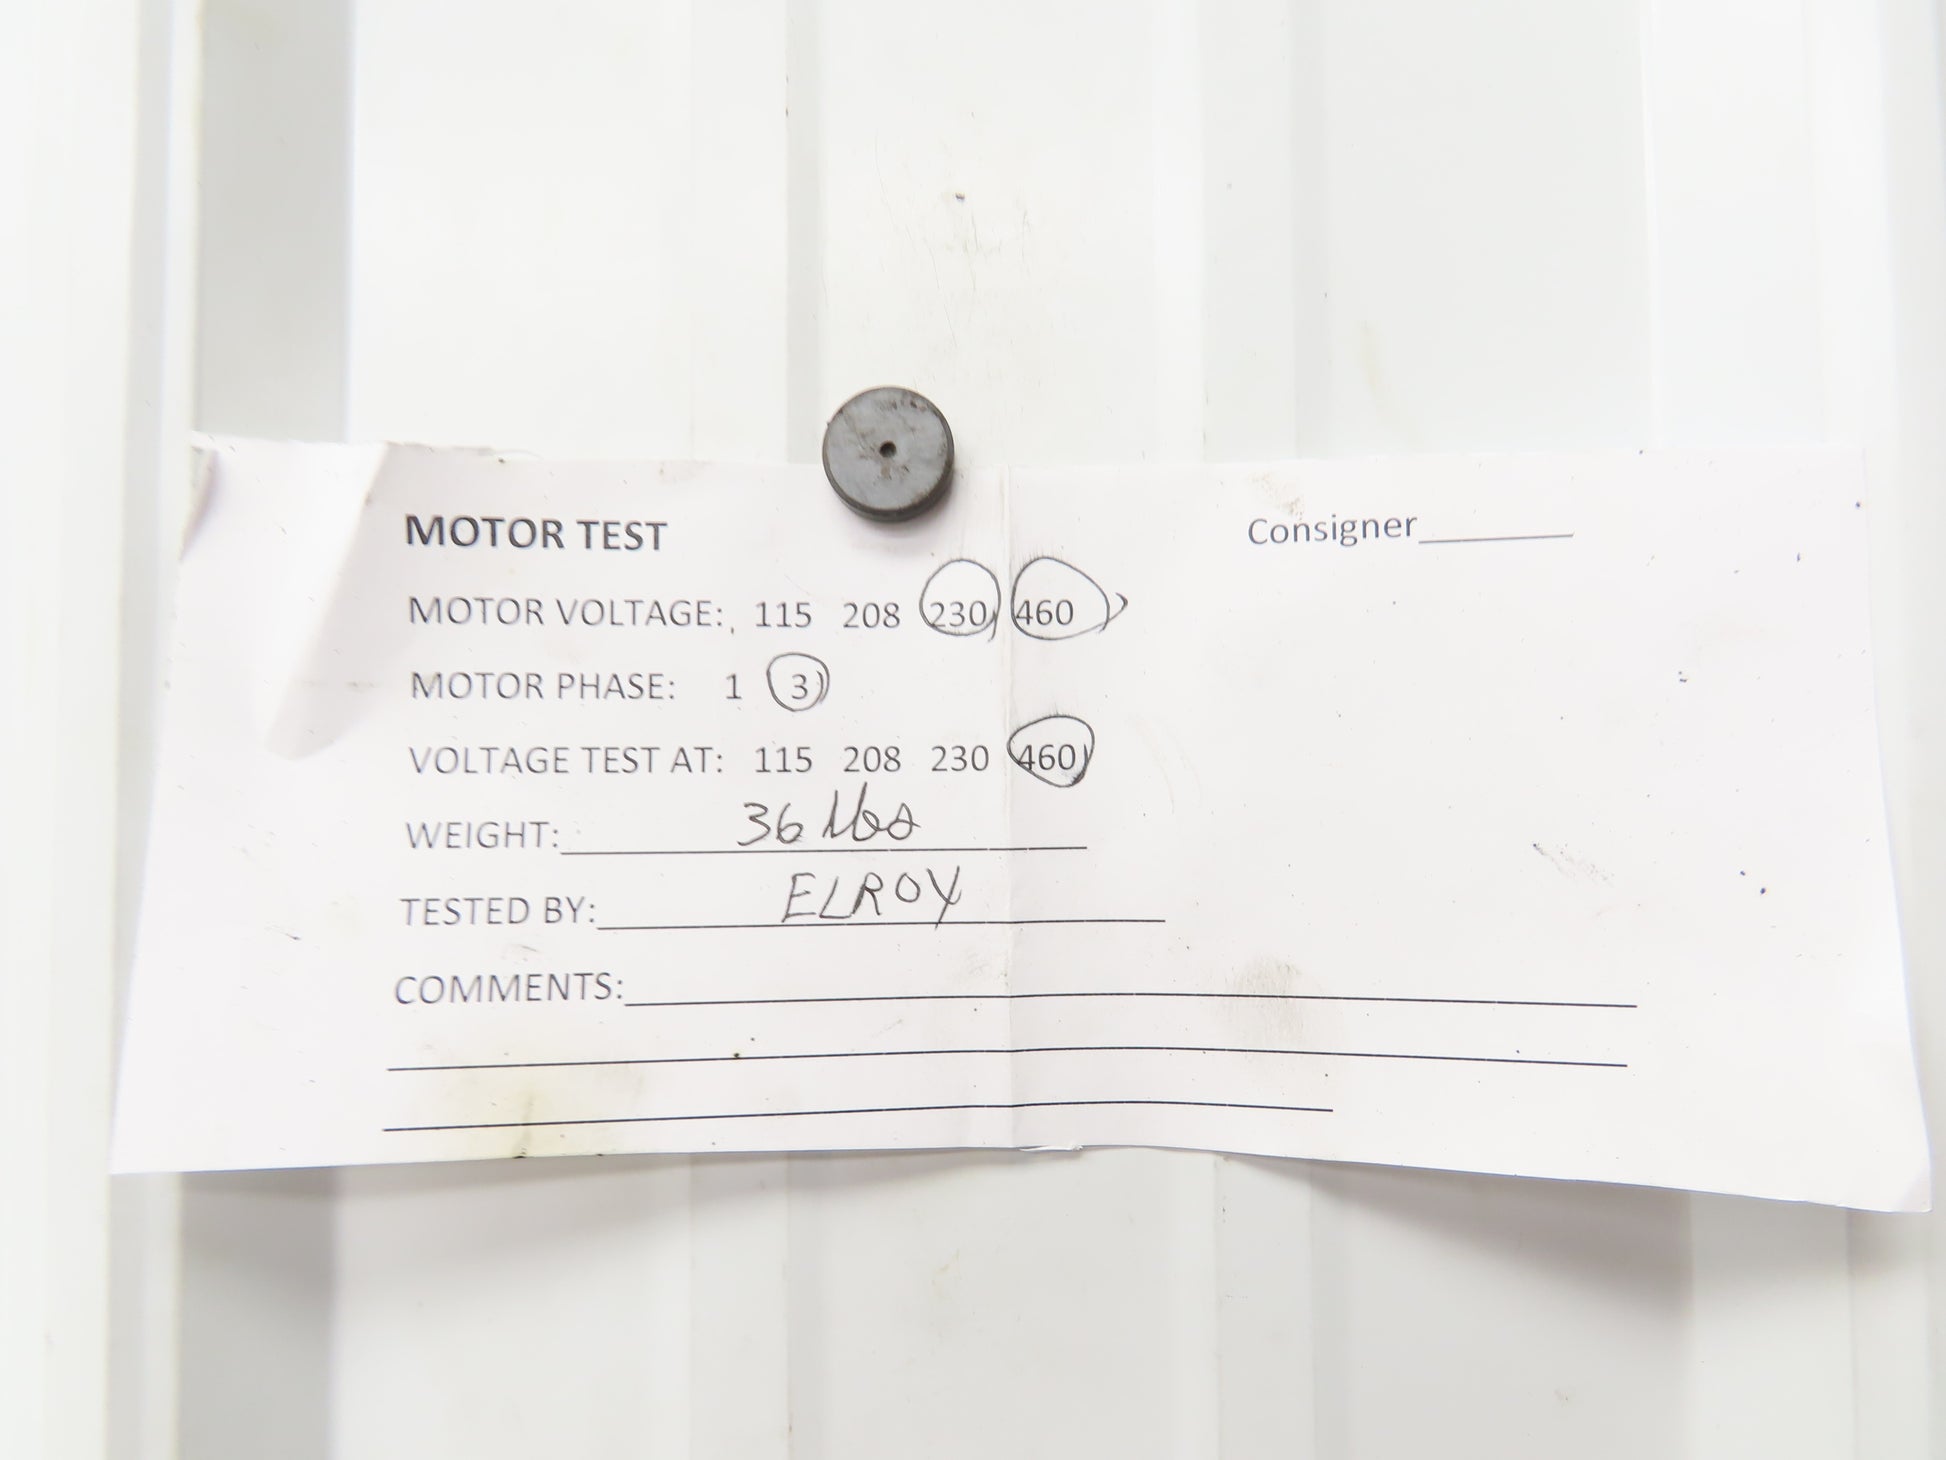 MOTOR TEST
Consigner
MOTOR VOLTAGE: 115 208 230 460
MOTOR PHASE: 1 3
VOLTAGE TEST AT: 115 208 230 460
WEIGHT: 36 lbs
TESTED BY: ELROY
COMMENTS: